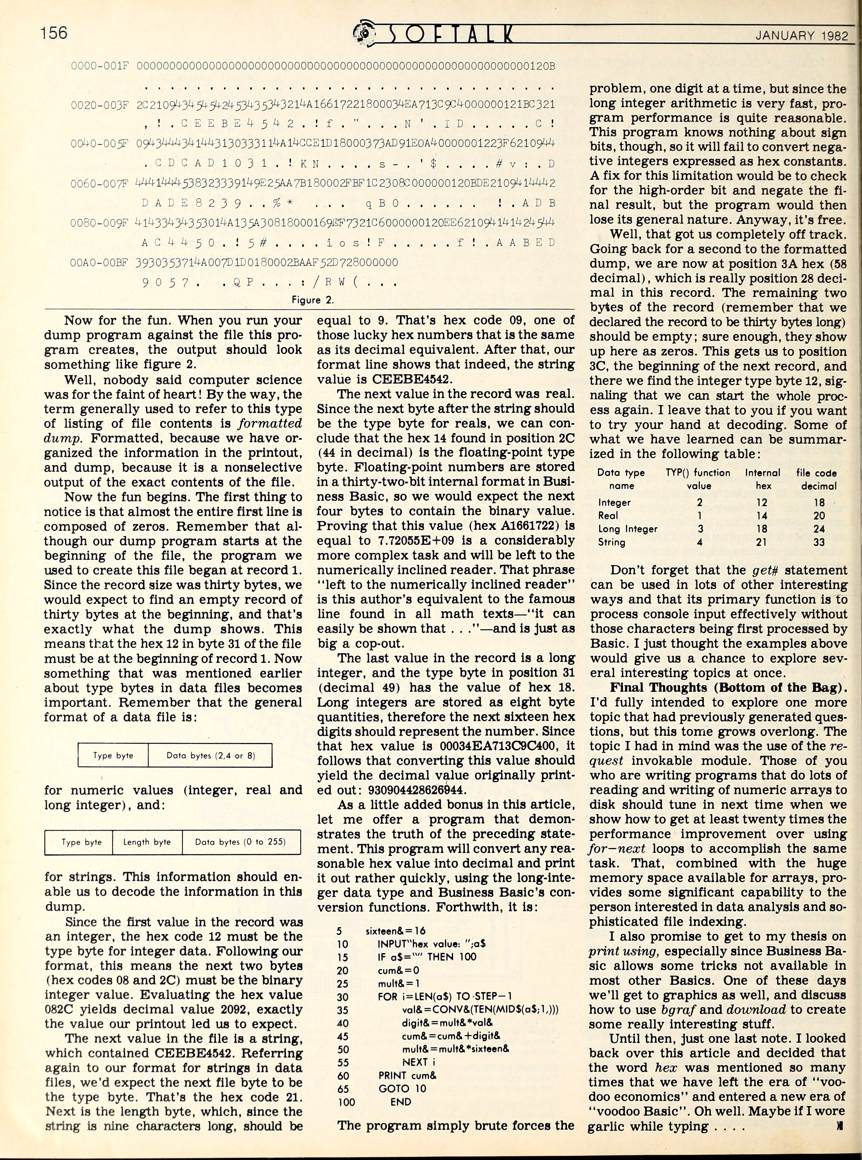 156
SOFTALK
JANUARY 1982
0000-001F 000000000000000000000000000000000000000000000000000000000000120B
0020-003F 2C210943454542453435343214A1661722180003 4EA713C9C4000000121BC321
, ! . C E E B E 4 5 4 2 . ! f . " . . . N ' . I D . . . . . C !
. C D C A D 1 0 3 1 . ! K N . . . . s - . ' $ . . . . # v : . D
D A D E 8 2 3 9 . . % * . . . . q B 0 . . . . . ! . A D B
A C 4 4 5 0 . ! 5 # . . . . i o s ! F . . . . . f ! . A A B E D
9 0 5 7 . . Q P . . . : / R W ( . . .
Figure 2.
Now for the fun. When you run your
dump program against the file this pro-
gram creates, the output should look
something like figure 2.
Well, nobody said computer science
was for the faint of heart! By the way, the
term generally used to refer to this type
of listing of file contents is formatted
dump. Formatted, because we have or-
ganized the information in the printout,
and dump, because it is a nonselective
output of the exact contents of the file.
Now the fun begins. The first thing to
notice is that almost the entire first line is
composed of zeros. Remember that al-
though our dump program starts at the
beginning of the file, the program we
used to create this file began at record 1.
Since the record size was thirty bytes, we
would expect to find an empty record of
thirty bytes at the beginning, and that's
exactly what the dump shows. This
means that the hex 12 in byte 31 of the file
must be at the beginning of record 1. Now
something that was mentioned earlier
about type bytes in data files becomes
important. Remember that the general
format of a data file is:
Type byte Data bytes (2,4 or 8)
for numeric values (integer, real and
long integer), and:
Type byte Length byte Data bytes (0 to 255)
for strings. This information should en-
able us to decode the information in this
dump.
Since the first value in the record was
an integer, the hex code 12 must be the
type byte for integer data. Following our
format, this means the next two bytes
(hex codes 08 and 2C) must be the binary
integer value. Evaluating the hex value
082C yields decimal value 2092, exactly
the value our printout led us to expect.
The next value in the file is a string,
which contained CEEBE4542. Referring
again to our format for strings in data
files, we'd expect the next file byte to be
the type byte. That's the hex code 21.
Next is the length byte, which, since the
string is nine characters long, should be
equal to 9. That's hex code 09, one of
those lucky hex numbers that is the same
as its decimal equivalent. After that, our
format line shows that indeed, the string
value is CEEBE4542.
The next value in the record was real.
Since the next byte after the string should
be the type byte for reals, we can con-
clude that the hex 14 found in position 2C
(44 in decimal) is the floating-point type
byte. Floating-point numbers are stored
in a thirty-two-bit internal format in Busi-
ness Basic, so we would expect the next
four bytes to contain the binary value.
Proving that this value (hex A1661722) is
equal to 7.72055E+09 is a considerably
more complex task and will be left to the
numerically inclined reader. That phrase
"left to the numerically inclined reader"
is this author's equivalent to the famous
line found in all math texts—"it can
easily be shown that . . ."—and is just as
big a cop-out.
The last value in the record is a long
integer, and the type byte in position 31
(decimal 49) has the value of hex 18.
Long integers are stored as eight byte
quantities, therefore the next sixteen hex
digits should represent the number. Since
that hex value is 00034EA713C9C400, it
follows that converting this value should
yield the decimal value originally print-
ed out: 930904428626944.
As a little added bonus in this article,
let me offer a program that demon-
strates the truth of the preceding state-
ment. This program will convert any rea-
sonable hex value into decimal and print
it out rather quickly, using the long-inte-
ger data type and Business Basic's con-
version functions. Forthwith, it is:
5 sixteen&=16
10 INPUT"hex value: ";a$
15 IF a$="" THEN 100
20 cum&=0
25 mult&=1
30 FOR i=LEN(a$) TO STEP−1
35 val&=CONV&(TEN(MID$(a$;1,)))
40 digit&=mult&*val&
45 cum&=cum&+digit&
50 mult&=mult&*sixteen&
55 NEXT i
60 PRINT cum&
65 GOTO 10
100 END
The program simply brute forces the
problem, one digit at a time, but since the
long integer arithmetic is very fast, pro-
gram performance is quite reasonable.
This program knows nothing about sign
bits, though, so it will fail to convert nega-
tive integers expressed as hex constants.
A fix for this limitation would be to check
for the high-order bit and negate the fi-
nal result, but the program would then
lose its general nature. Anyway, it's free.
Well, that got us completely off track.
Going back for a second to the formatted
dump, we are now at position 3A hex (58
decimal), which is really position 28 deci-
mal in this record. The remaining two
bytes of the record (remember that we
declared the record to be thirty bytes long)
should be empty; sure enough, they show
up here as zeros. This gets us to position
3C, the beginning of the next record, and
there we find the integer type byte 12, sig-
naling that we can start the whole proc-
ess again. I leave that to you if you want
to try your hand at decoding. Some of
what we have learned can be summar-
ized in the following table:
Data type TYP() function Internal file code
name value hex decimal
Integer 2 12 18
Real 1 14 20
Long Integer 3 18 24
String 4 21 33
Don't forget that the get# statement
can be used in lots of other interesting
ways and that its primary function is to
process console input effectively without
those characters being first processed by
Basic. I just thought the examples above
would give us a chance to explore sev-
eral interesting topics at once.
Final Thoughts (Bottom of the Bag).
I'd fully intended to explore one more
topic that had previously generated ques-
tions, but this tome grows overlong. The
topic I had in mind was the use of the re-
quest invokable module. Those of you
who are writing programs that do lots of
reading and writing of numeric arrays to
disk should tune in next time when we
show how to get at least twenty times the
performance improvement over using
for-next loops to accomplish the same
task. That, combined with the huge
memory space available for arrays, pro-
vides some significant capability to the
person interested in data analysis and so-
phisticated file indexing.
I also promise to get to my thesis on
print using, especially since Business Ba-
sic allows some tricks not available in
most other Basics. One of these days
we'll get to graphics as well, and discuss
how to use bgraf and download to create
some really interesting stuff.
Until then, just one last note. I looked
back over this article and decided that
the word hex was mentioned so many
times that we have left the era of "voo-
doo economics" and entered a new era of
"voodoo Basic". Oh well. Maybe if I wore
garlic while typing . . . .